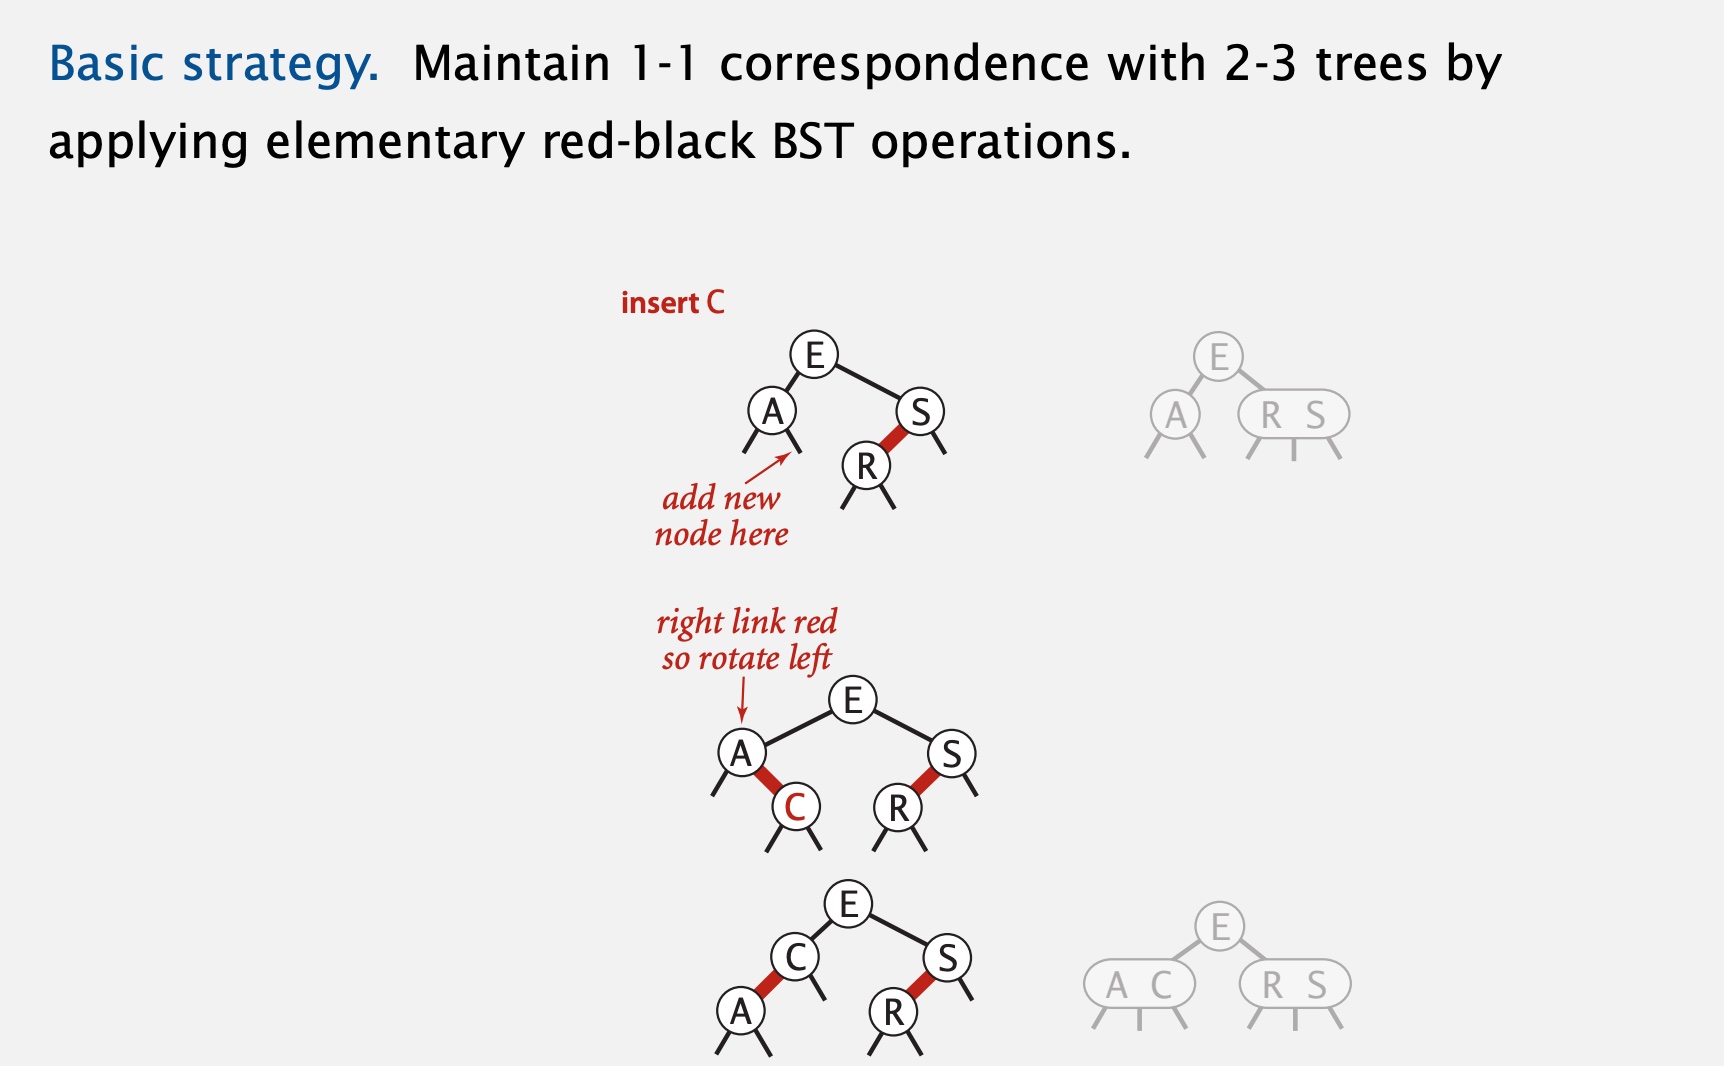 Basic strategy. Maintain 1-1 correspondence with 2-3 trees by
applying elementary red-black BST operations.
insert C
E
A
S
R
add new
node here
E
A
R S
right link red
so rotate left
E
A
S
C
R
E
C
S
A
R
E
A C
R S